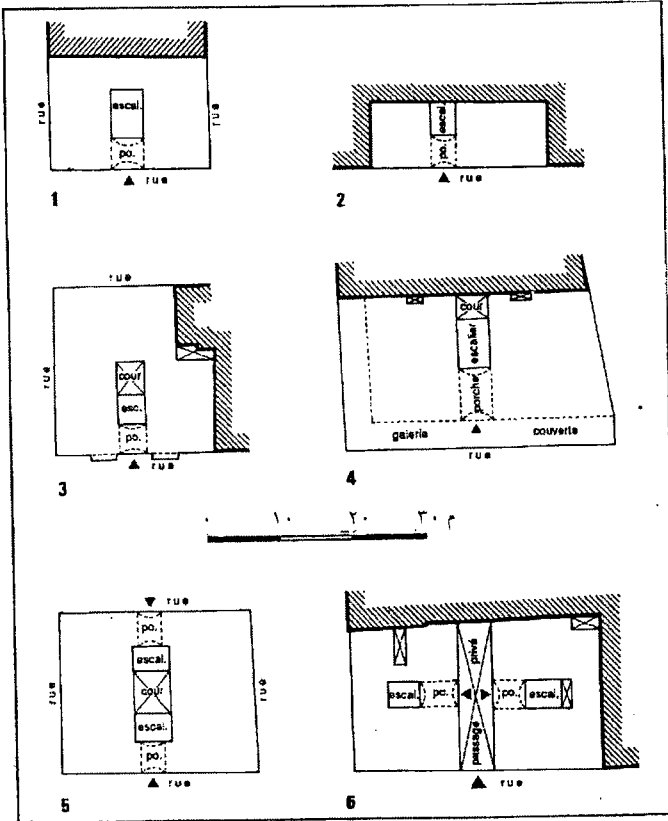 rue
escal.
rue
po.
rue
1
escal.
po.
rue
2
rue
rue
cour
esc.
po.
rue
3
cour
escalier
porche
galerie couverte
rue
4
٠ ١٠ ٢٠ ٣٠ م
rue
po.
escal.
rue
cour
rue
escal.
po.
rue
5
privé
escal. po. po. escal.
passage
rue
6